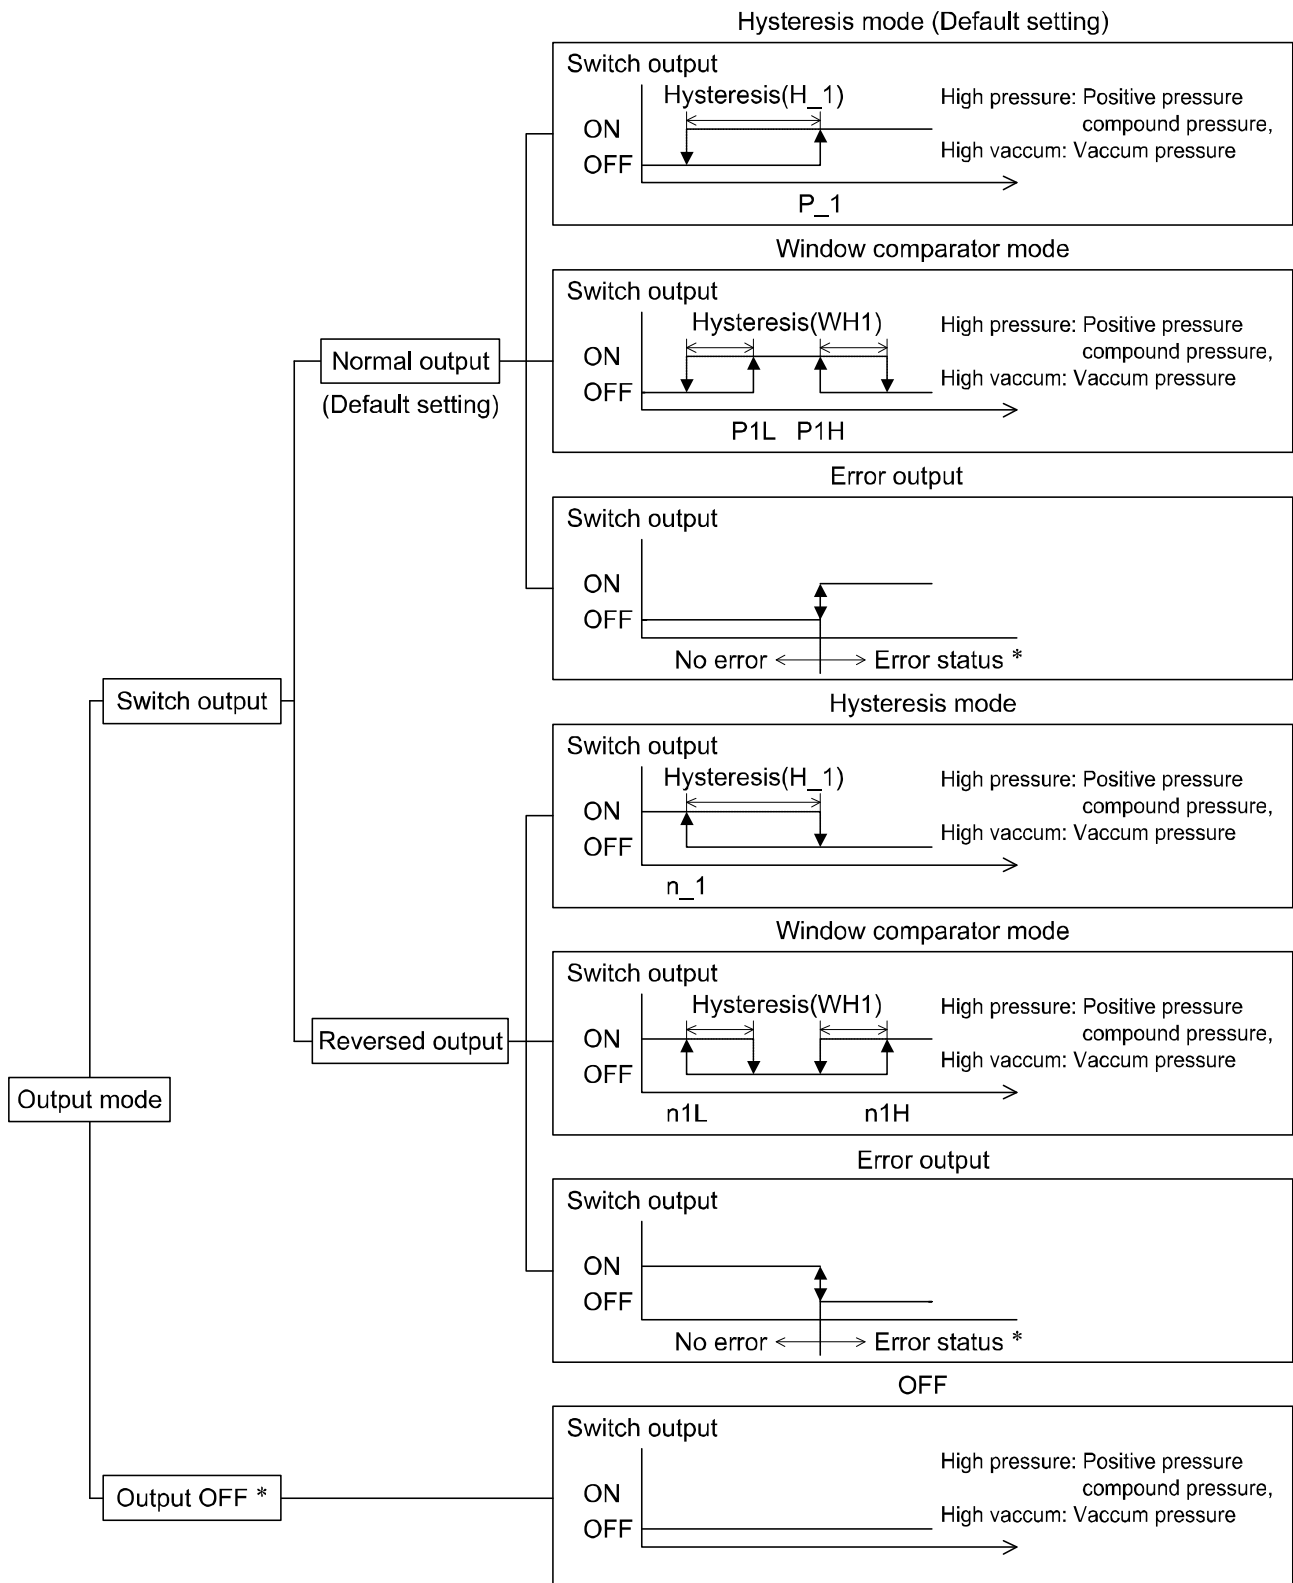 Hysteresis mode (Default setting)
Switch output
Hysteresis(H_1)
High pressure: Positive pressure
compound pressure,
High vaccum: Vaccum pressure
ON
OFF
P_1
Window comparator mode
Switch output
Hysteresis(WH1)
High pressure: Positive pressure
compound pressure,
High vaccum: Vaccum pressure
ON
OFF
P1L P1H
Normal output
(Default setting)
Error output
Switch output
ON
OFF
No error
Error status *
Switch output
Hysteresis mode
Switch output
Hysteresis(H_1)
High pressure: Positive pressure
compound pressure,
High vaccum: Vaccum pressure
ON
OFF
n_1
Window comparator mode
Switch output
Hysteresis(WH1)
High pressure: Positive pressure
compound pressure,
High vaccum: Vaccum pressure
ON
OFF
n1L n1H
Reversed output
Output mode
Error output
Switch output
ON
OFF
No error
Error status *
OFF
Switch output
High pressure: Positive pressure
compound pressure,
High vaccum: Vaccum pressure
ON
OFF
Output OFF *